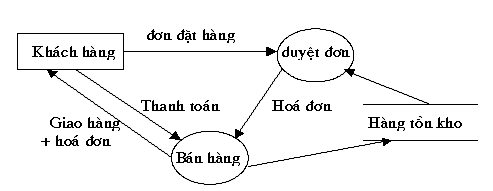 đơn đặt hàng
Khách hàng
duyệt đơn
Thanh toán
Hoá đơn
Giao hàng
+ hoá đơn
Hàng tồn kho
Bán hàng